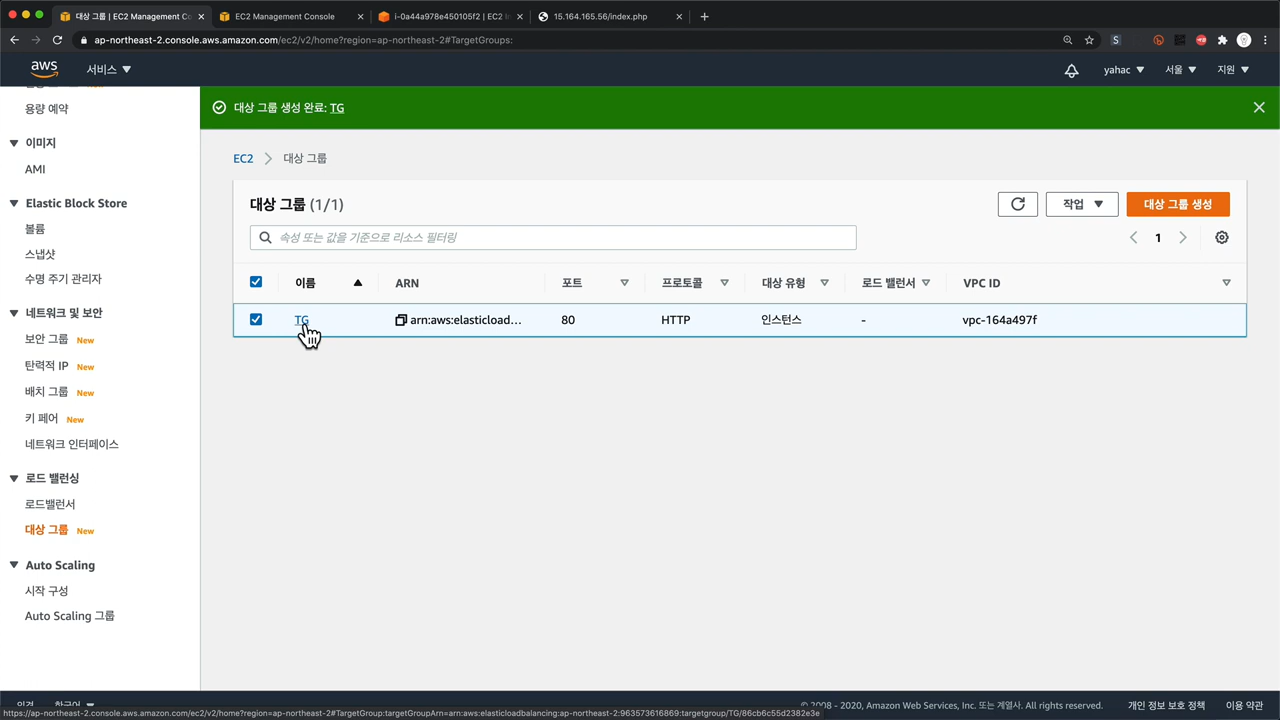 대상 그룹 | EC2 Management Co
EC2 Management Console
i-0a44a978e450105f2 | EC2 I
15.164.165.56/index.php
ap-northeast-2.console.aws.amazon.com/ec2/v2/home?region=ap-northeast-2#TargetGroups:
aws
서비스
yahac
서울
지원
용량 예약
이미지
AMI
Elastic Block Store
볼륨
스냅샷
수명 주기 관리자
네트워크 및 보안
보안 그룹 New
탄력적 IP New
배치 그룹 New
키 페어 New
네트워크 인터페이스
로드 밸런싱
로드밸런서
대상 그룹 New
Auto Scaling
시작 구성
Auto Scaling 그룹
대상 그룹 생성 완료: TG
EC2 > 대상 그룹
대상 그룹 (1/1)
작업
대상 그룹 생성
속성 또는 값을 기준으로 리소스 필터링
1
이름 ARN 포트 프로토콜 대상 유형 로드 밸런서 VPC ID
TG arn:aws:elasticload... 80 HTTP 인스턴스 - vpc-164a497f
2008 - 2020, Amazon Web Services, Inc. 또는 계열사. All rights reserved.
개인 정보 보호 정책
이용 약관
https://ap-northeast-2.console.aws.amazon.com/ec2/v2/home?region=ap-northeast-2#TargetGroup:targetGroupArn=arn:aws:elasticloadbalancing:ap-northeast-2:963573616869:targetgroup/TG/86cb6c55d2382e3e